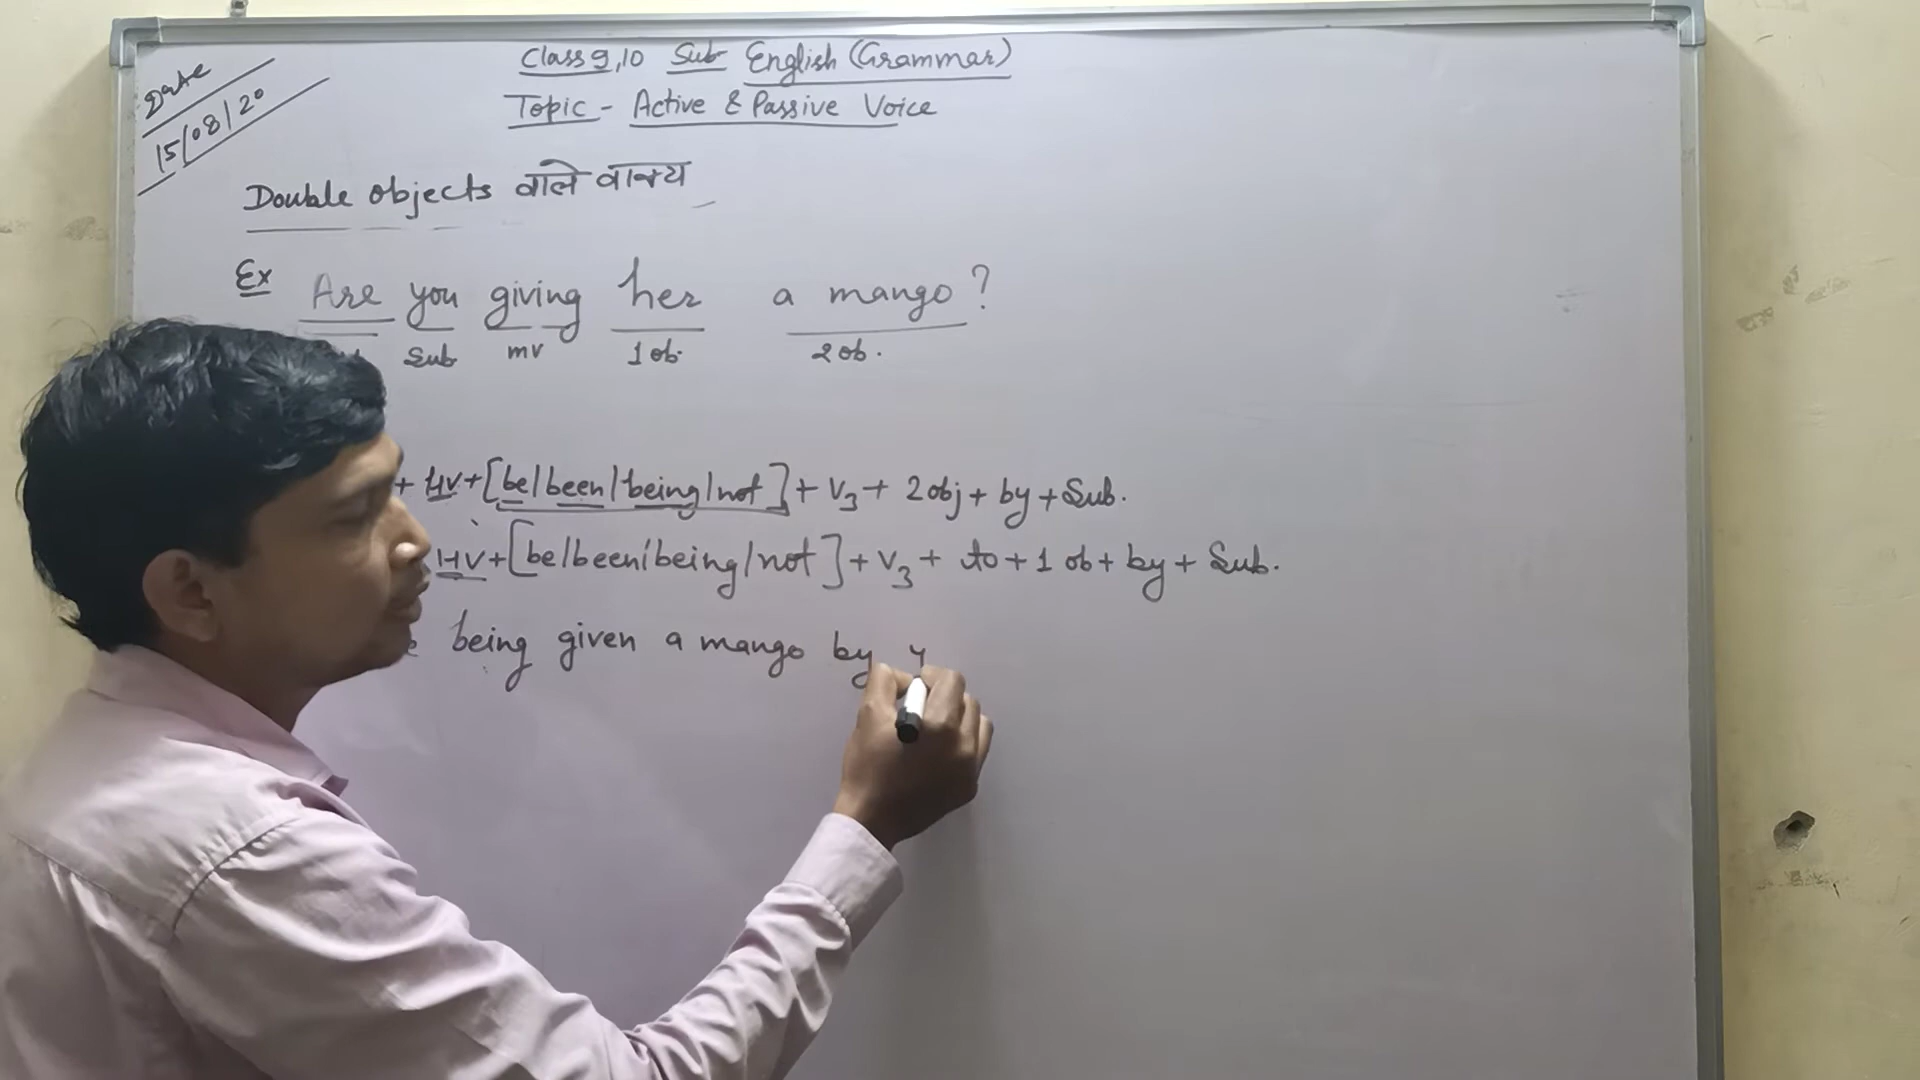 Date
15/08/20
Class 9,10 Sub English (Grammar)
Topic - Active & Passive Voice
Double objects वाले वाक्य
Ex Are you giving her a mango?
Sub mv 1 ob. 2 ob.
+ HV + [be/been/being/not] + V3 + 2 obj + by + Sub.
HV + [be/been/being/not] + V3 + to + 1 ob + by + Sub.
being given a mango by y